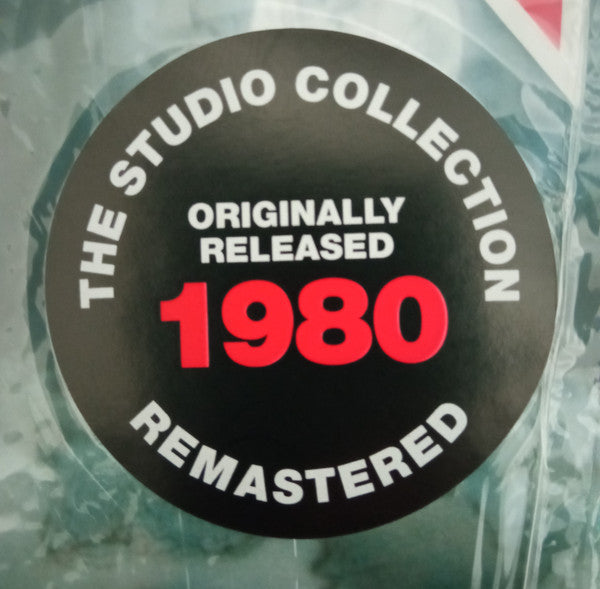 THE STUDIO COLLECTION
ORIGINALLY
RELEASED
1980
REMASTERED